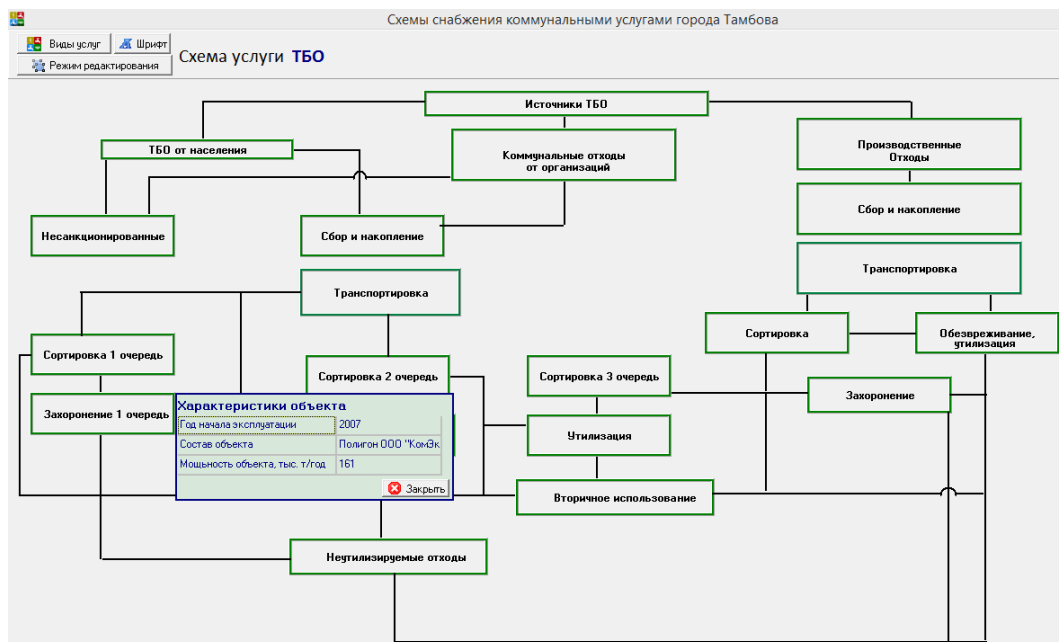 Схемы снабжения коммунальными услугами города Тамбова
Виды услуг
Шрифт
Режим редактирования
Схема услуги ТБО
Источники ТБО
ТБО от населения
Коммунальные отходы
от организаций
Производственные
Отходы
Несанкционированные
Сбор и накопление
Сбор и накопление
Транспортировка
Транспортировка
Сортировка
Обезвреживание,
утилизация
Сортировка 1 очередь
Сортировка 2 очередь
Сортировка 3 очередь
Захоронение
Захоронение 1 очередь
Характеристики объекта
Год начала эксплуатации 2007
Состав объекта Полигон ООО "КомЭк
Мощьность объекта, тыс. т/год 161
Закрыть
Утилизация
Вторичное использование
Неутилизируемые отходы